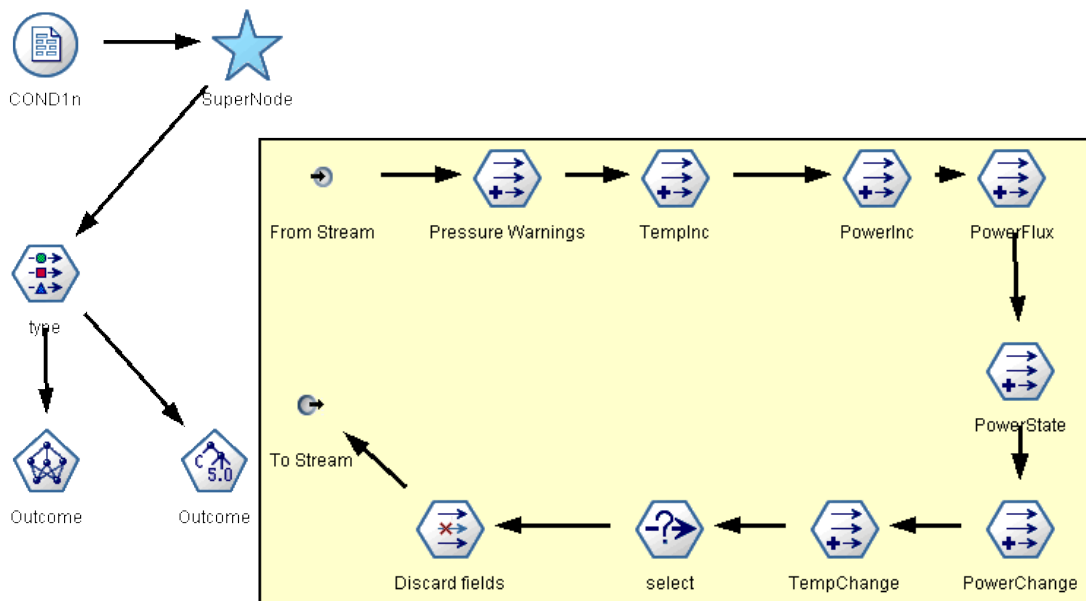 COND1n
SuperNode
From Stream
Pressure Warnings
TempInc
PowerInc
PowerFlux
type
PowerState
To Stream
C 5.0
Outcome
Outcome
Discard fields
select
TempChange
PowerChange